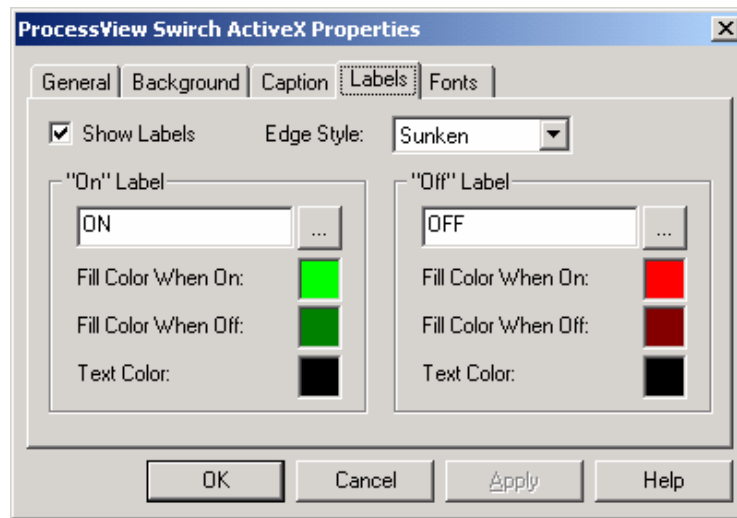 ProcessView Swirch ActiveX Properties
General Background Caption Labels Fonts
Show Labels Edge Style: Sunken
"On" Label "Off" Label
ON ... OFF ...
Fill Color When On: Fill Color When On:
Fill Color When Off: Fill Color When Off:
Text Color: Text Color:
OK Cancel Apply Help